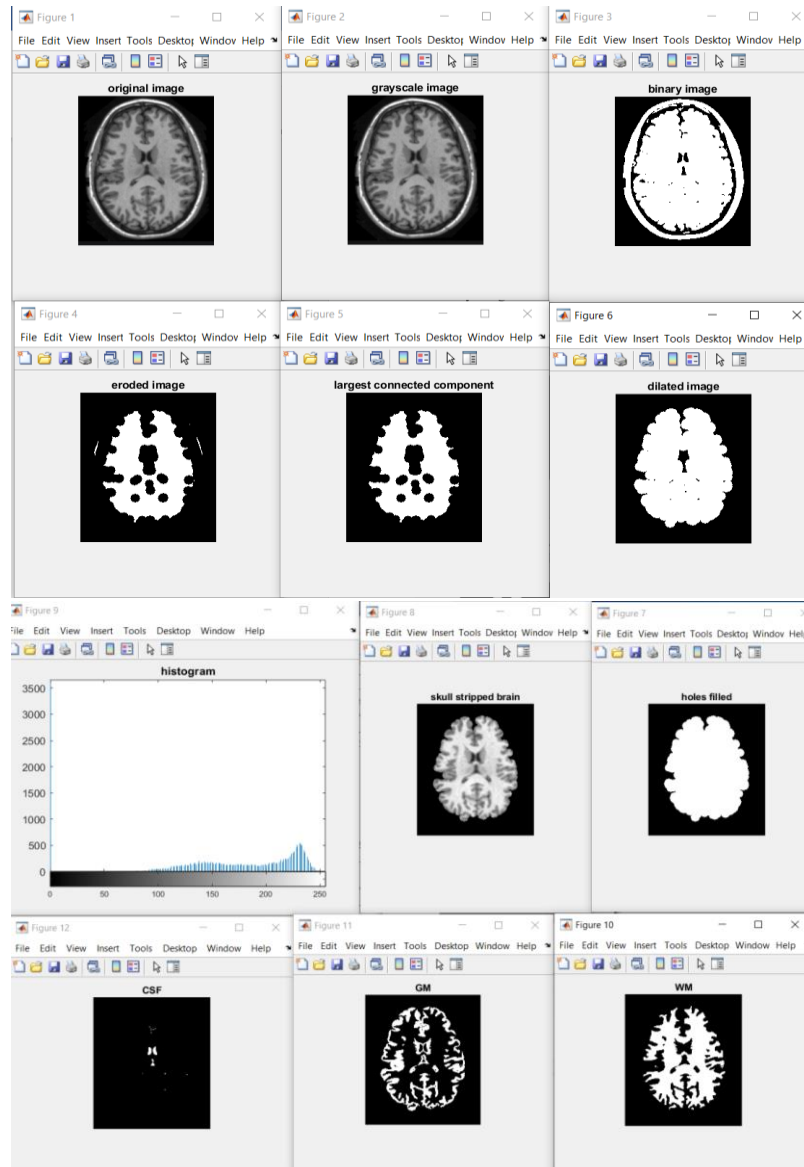 Figure 1
File Edit View Insert Tools Desktop Window Help
original image
Figure 2
File Edit View Insert Tools Desktop Window Help
grayscale image
Figure 3
File Edit View Insert Tools Desktop Window Help
binary image
Figure 4
File Edit View Insert Tools Desktop Window Help
eroded image
Figure 5
File Edit View Insert Tools Desktop Window Help
largest connected component
Figure 6
File Edit View Insert Tools Desktop Window Help
dilated image
Figure 9
File Edit View Insert Tools Desktop Window Help
histogram
3500
3000
2500
2000
1500
1000
500
0
0 50 100 150 200 250
Figure 8
File Edit View Insert Tools Desktop Window Help
skull stripped brain
Figure 7
File Edit View Insert Tools Desktop Window Hel
holes filled
Figure 12
File Edit View Insert Tools Desktop Window Help
CSF
Figure 11
File Edit View Insert Tools Desktop Window Help
GM
Figure 10
File Edit View Insert Tools Desktop Window Help
WM